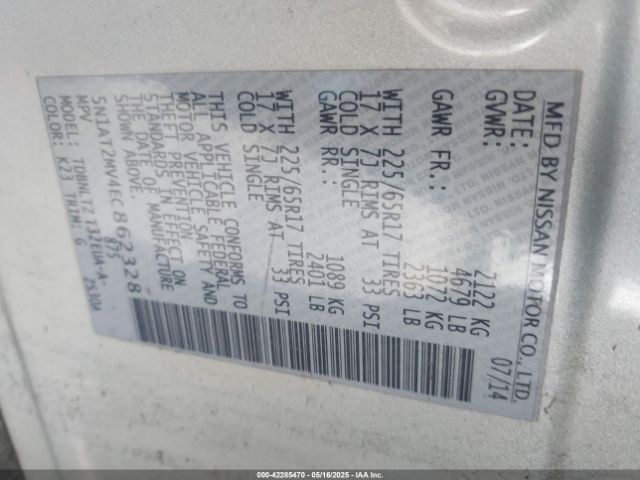 MFD BY NISSAN MOTOR CO., LTD.
DATE: 07/14
GVWR: 2122 KG
4679 LB
GAWR FR.: 1072 KG
2363 LB
WITH 225/65R17 TIRES
17 X 7J RIMS AT 33 PSI
COLD SINGLE
GAWR RR.: 1089 KG
2401 LB
WITH 225/65R17 TIRES
17 X 7J RIMS AT 33 PSI
COLD SINGLE
THIS VEHICLE CONFORMS TO
ALL APPLICABLE FEDERAL
MOTOR VEHICLE SAFETY AND
THEFT PREVENTION
STANDARDS IN EFFECT ON
THE DATE OF MANUFACTURE
5N1AT2MV4EC862328
MPV 875
MODEL: TDBNLTZ T32EUA-A-
COLOR: K23 TRIM: G Z530A
000-42285470 - 05/16/2025 - IAA Inc.